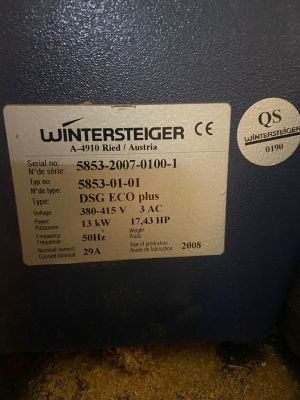 WINTERSTEIGER CE
A-4910 Ried / Austria
Serial no: 5853-2007-0100-1
N° de série:
Typ no: 5853-01-01
N° de type:
Type: DSG ECO plus
Voltage: 380-415 V 3 AC
Power: 13 kW 17,43 HP
Puissance: Weight:
Poids:
Frequency: 50Hz
Fréquence:
Year of production: 2008
Année de fabrication:
Nominal current: 29A
Courant nominal:
QS
WINTERSTEIGER
0190